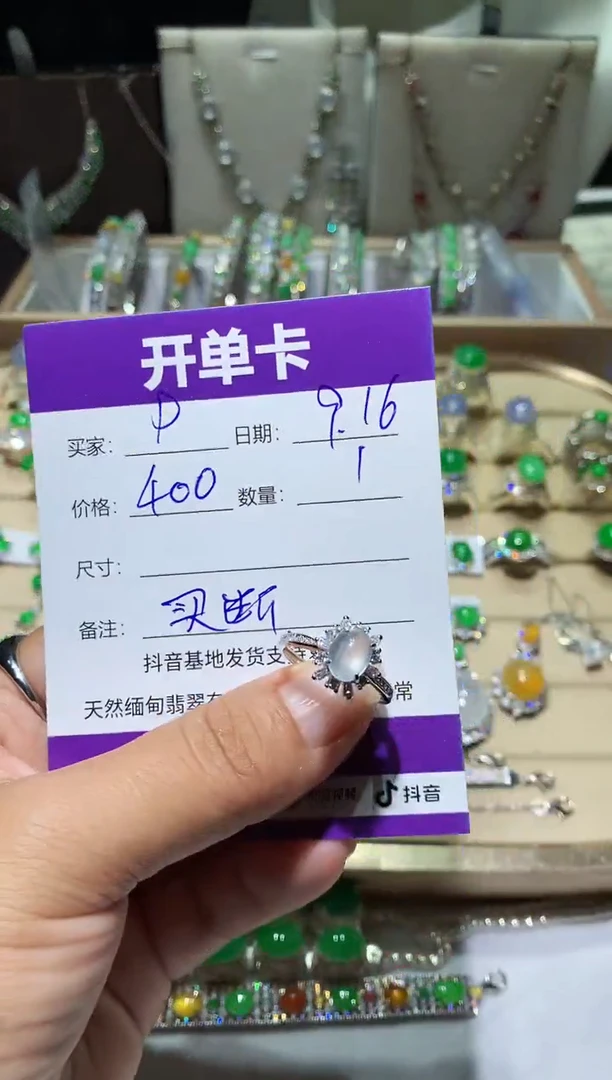 开单卡
买家: P 日期: 9.16
价格: 400 数量: 1
尺寸:
备注: 买断
抖音基地发货支
天然缅甸翡翠 常
抖音